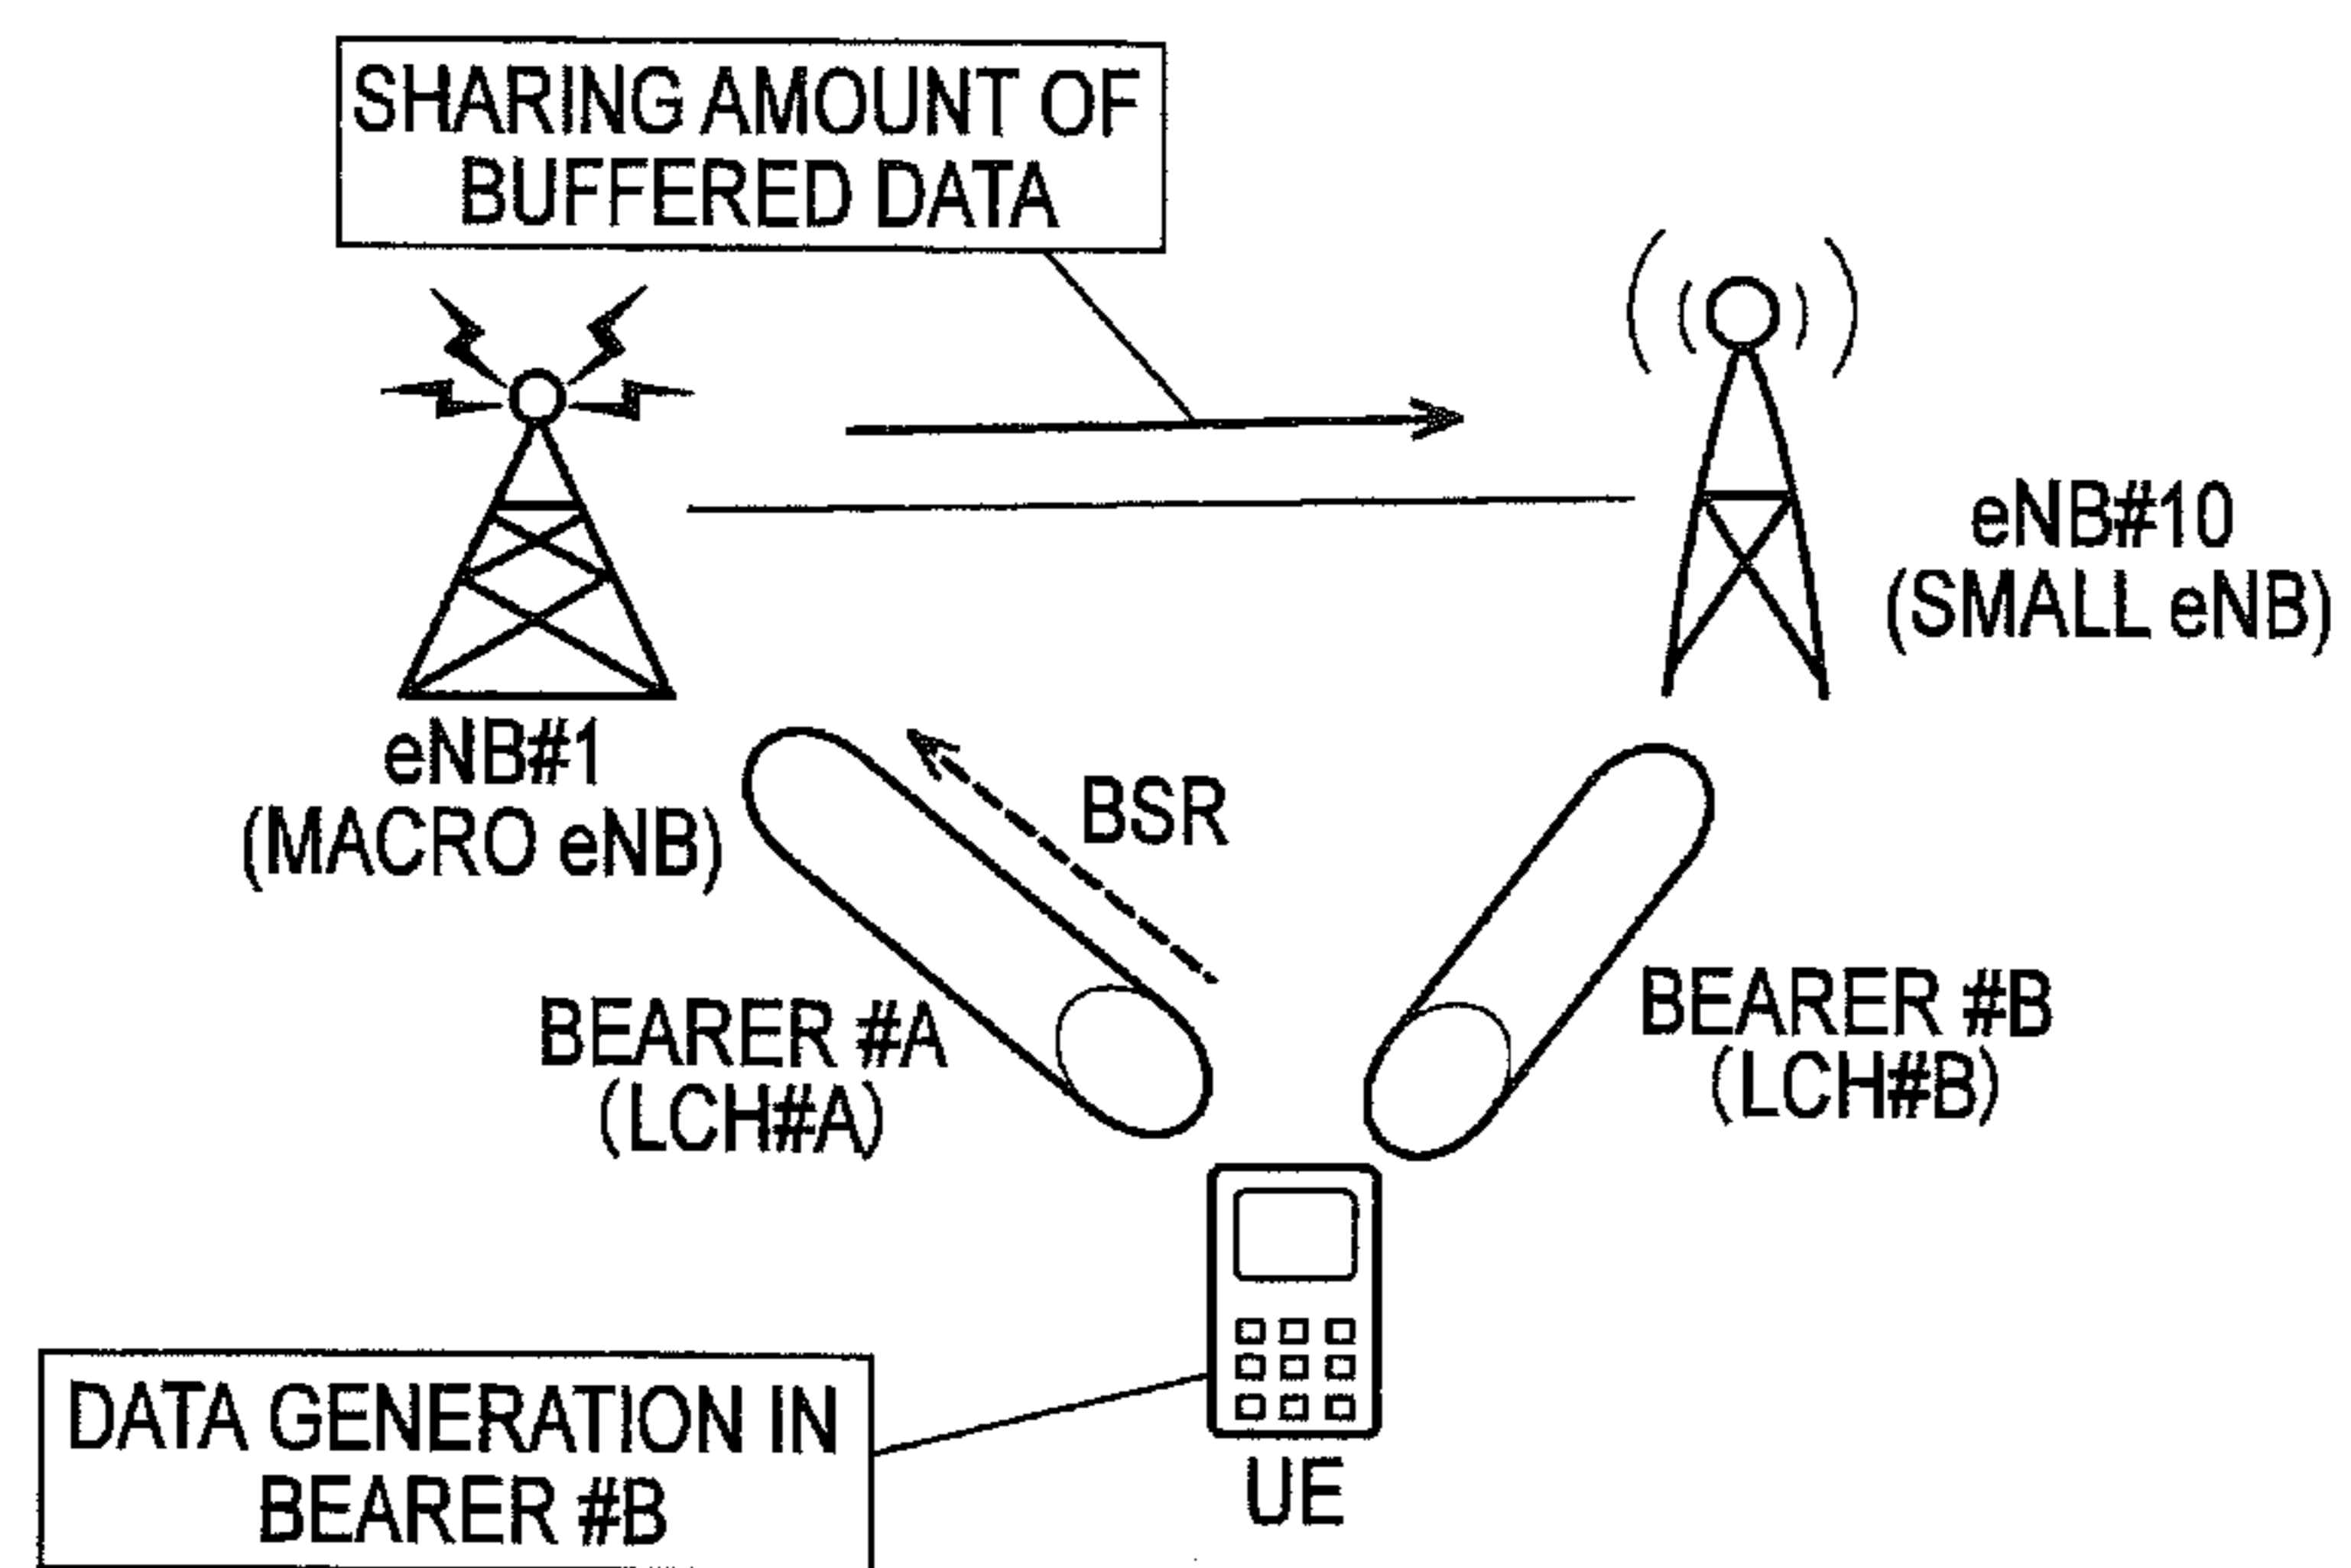 SHARING AMOUNT OF
BUFFERED DATA
eNB#10
(SMALL eNB)
eNB#1
(MACRO eNB)
BSR
BEARER #A
(LCH#A)
BEARER #B
(LCH#B)
DATA GENERATION IN
BEARER #B
UE